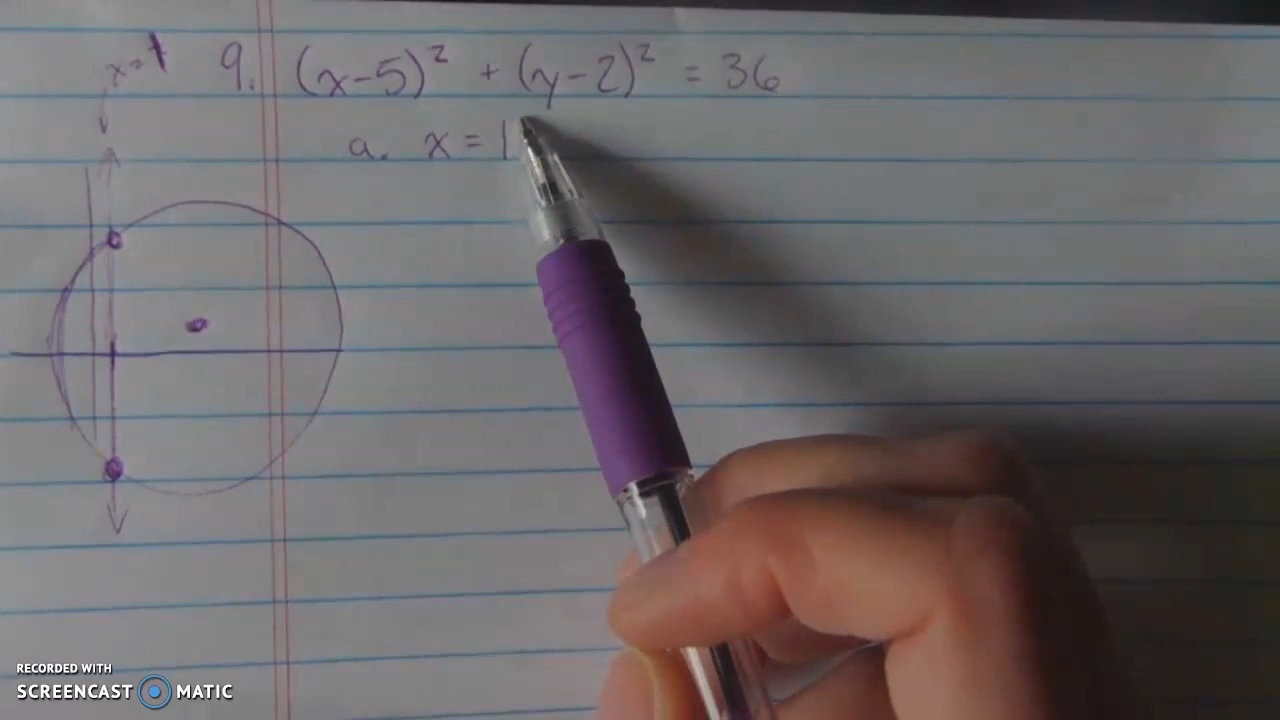 x=1
9. (x-5)² + (y-2)² = 36
a. x = 1
RECORDED WITH
SCREENCAST MATIC